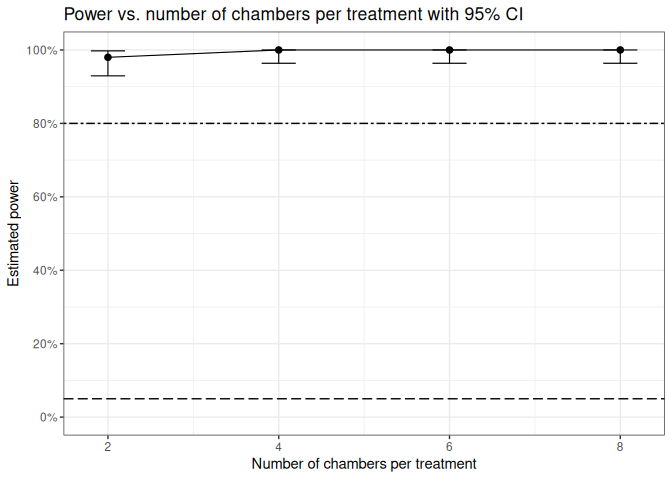 Power vs. number of chambers per treatment with 95% CI
100%
80%
60%
40%
20%
0%
Estimated power
2 4 6 8
Number of chambers per treatment